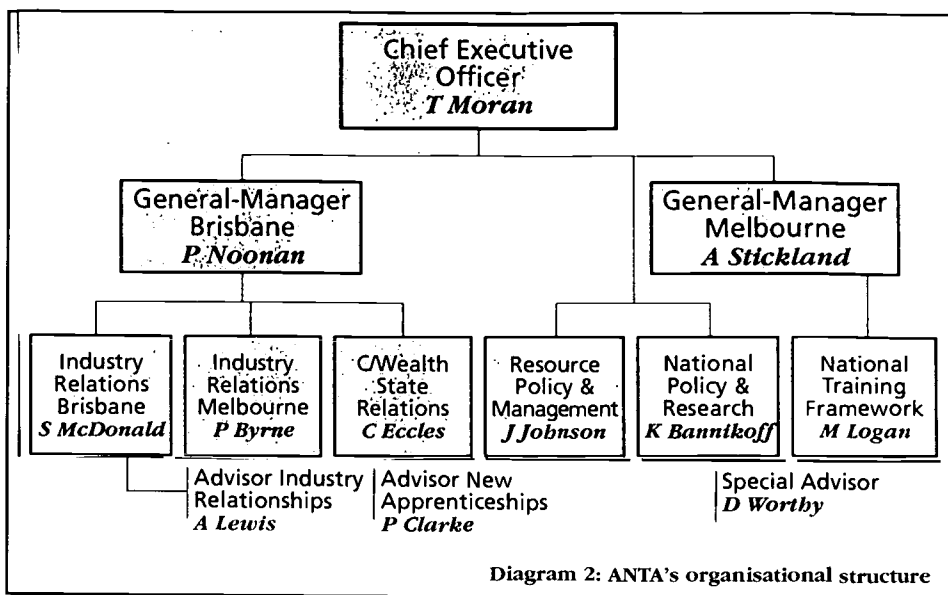 Chief Executive
Officer
T Moran
General-Manager
Brisbane
P Noonan
General-Manager
Melbourne
A Stickland
Industry
Relations
Brisbane
S McDonald
Industry
Relations
Melbourne
P Byrne
C/Wealth
State
Relations
C Eccles
Resource
Policy &
Management
J Johnson
National
Policy &
Research
K Bannikoff
National
Training
Framework
M Logan
Advisor Industry
Relationships
A Lewis
Advisor New
Apprenticeships
P Clarke
Special Advisor
D Worthy
Diagram 2: ANTA's organisational structure